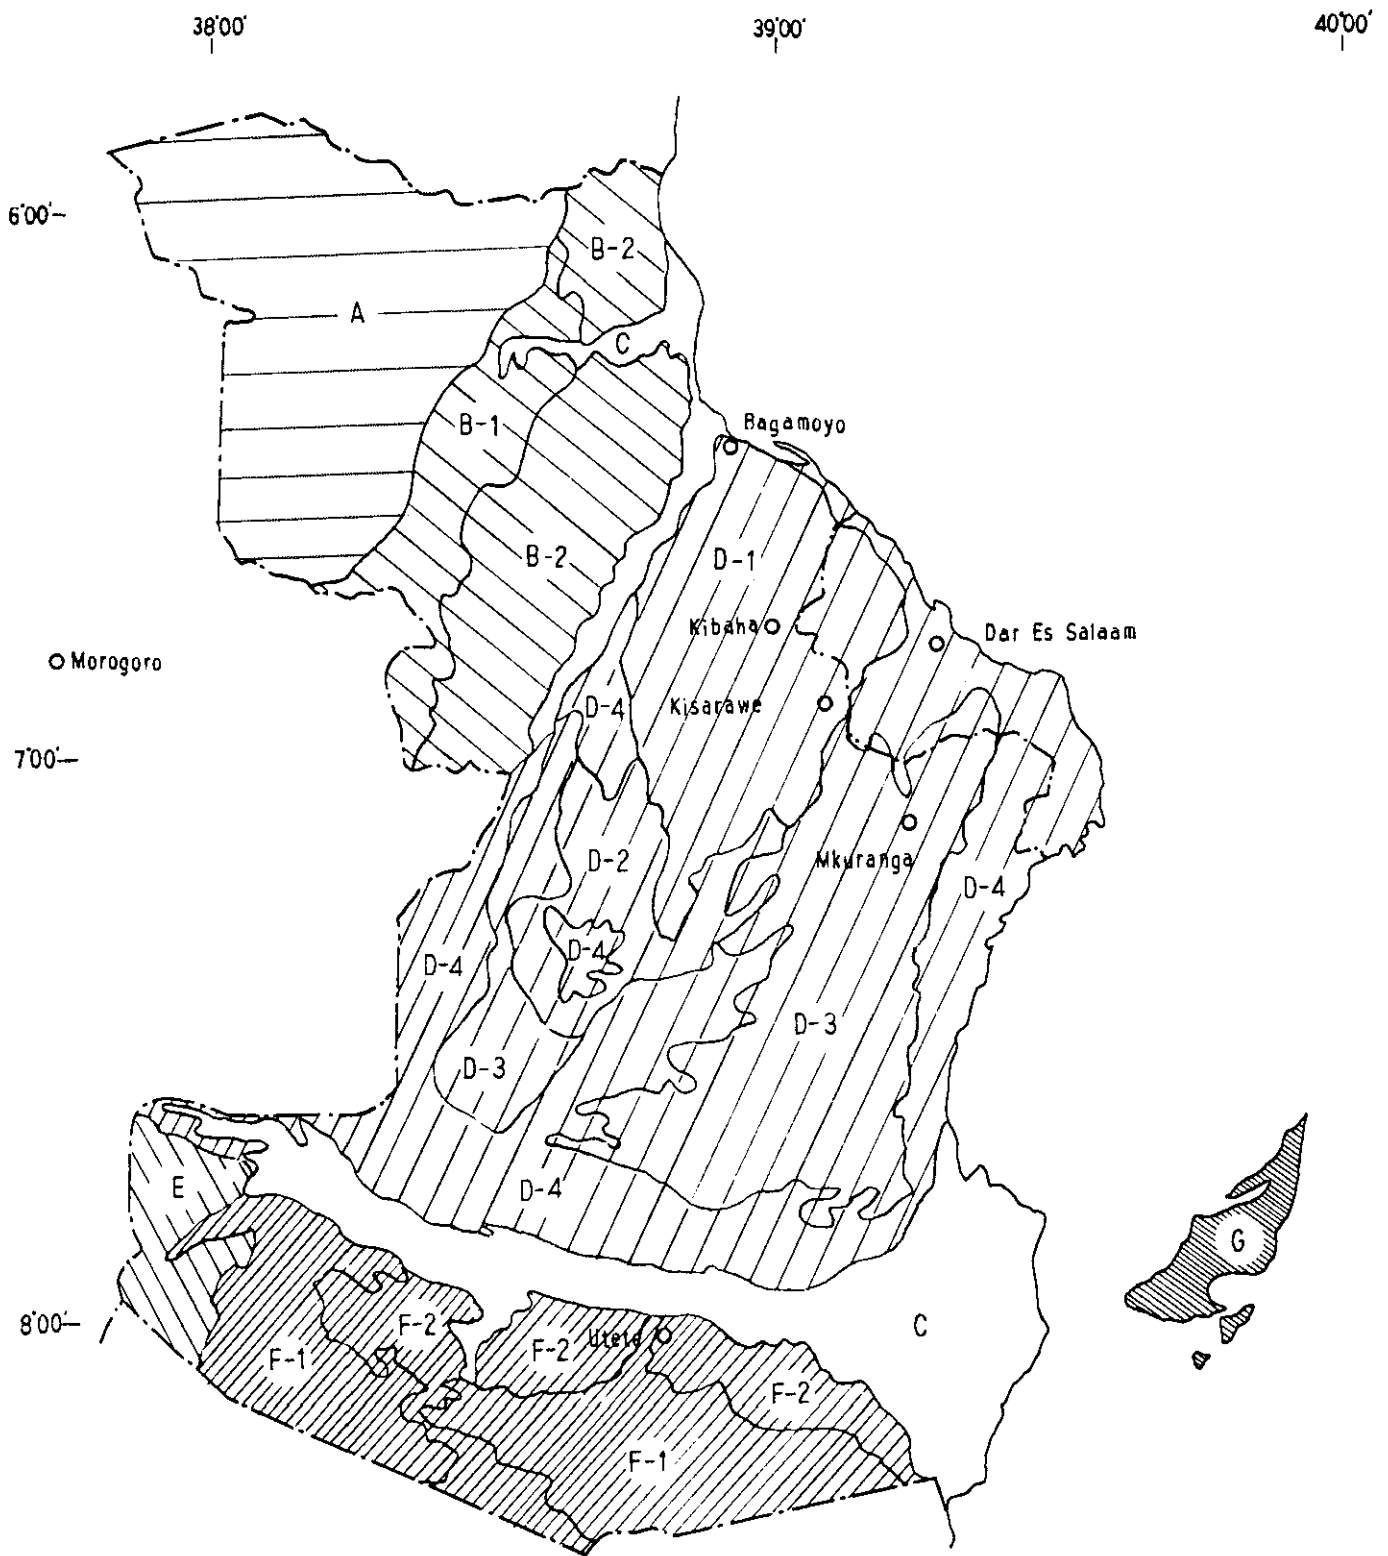 38°00'
39°00'
40°00'
6°00'
B-2
A
C
B-1
Bagamoyo
B-2
D-1
Kibaha
Dar Es Salaam
Morogoro
D-4
Kisarawe
7°00'
D-2
Mkuranga
D-4
D-4
D-4
D-3
D-3
E
D-4
G
8°00'
F-2
F-2
Utete
C
F-1
F-2
F-1